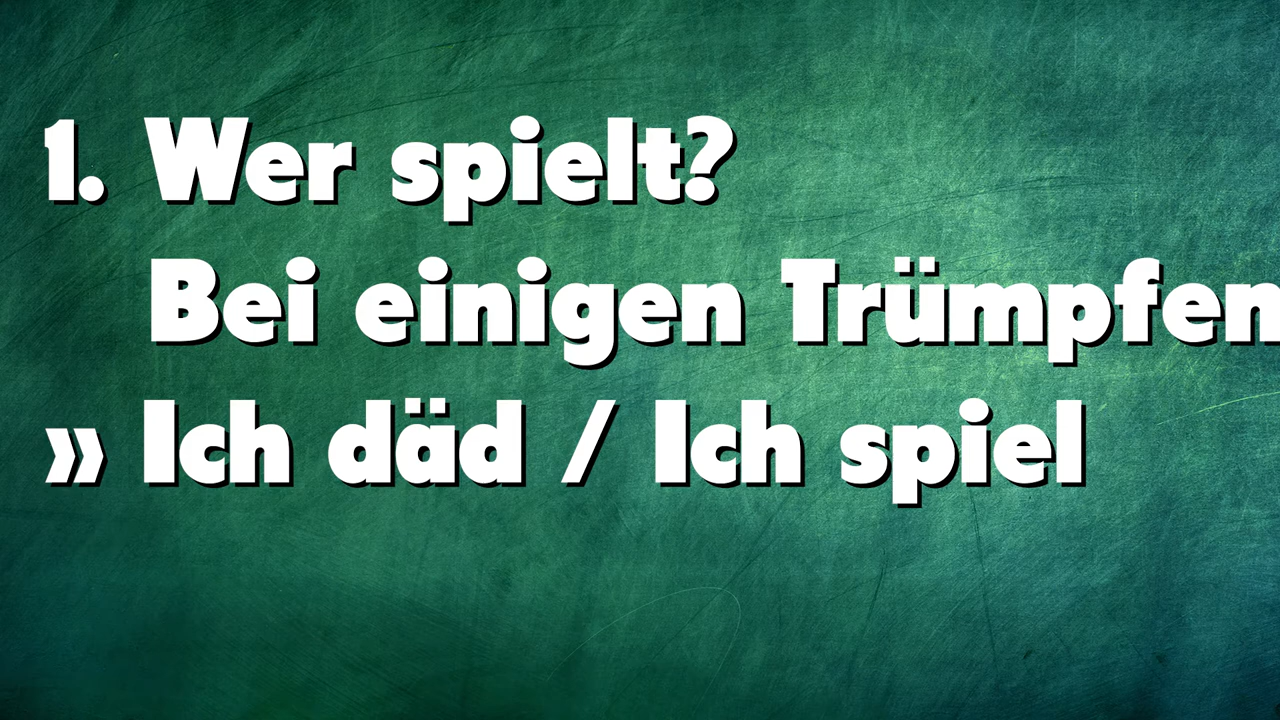 1. Wer spielt?
Bei einigen Trümpfen
» Ich däd / Ich spiel